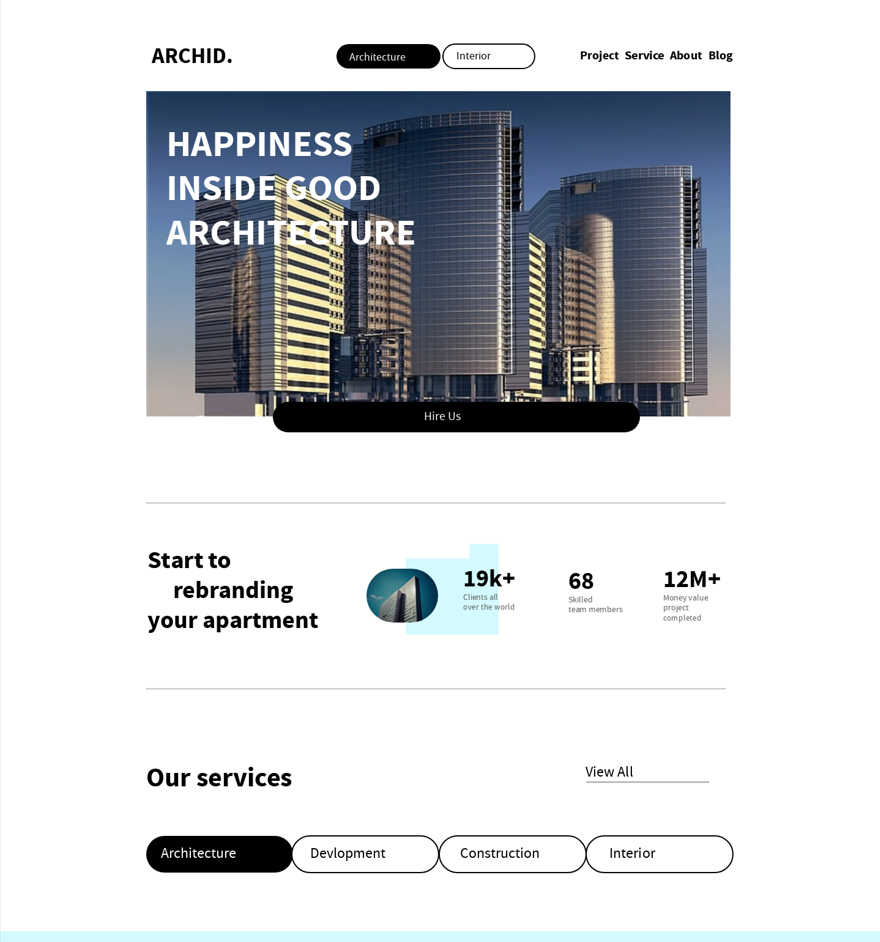 ARCHID.
Architecture
Interior
Project Service About Blog
HAPPINESS
INSIDE GOOD
ARCHITECTURE
Hire Us
Start to
rebranding
your apartment
19k+
Clients all
over the world
68
Skilled
team members
12M+
Money value
project
completed
Our services
View All
Architecture
Devlopment
Construction
Interior